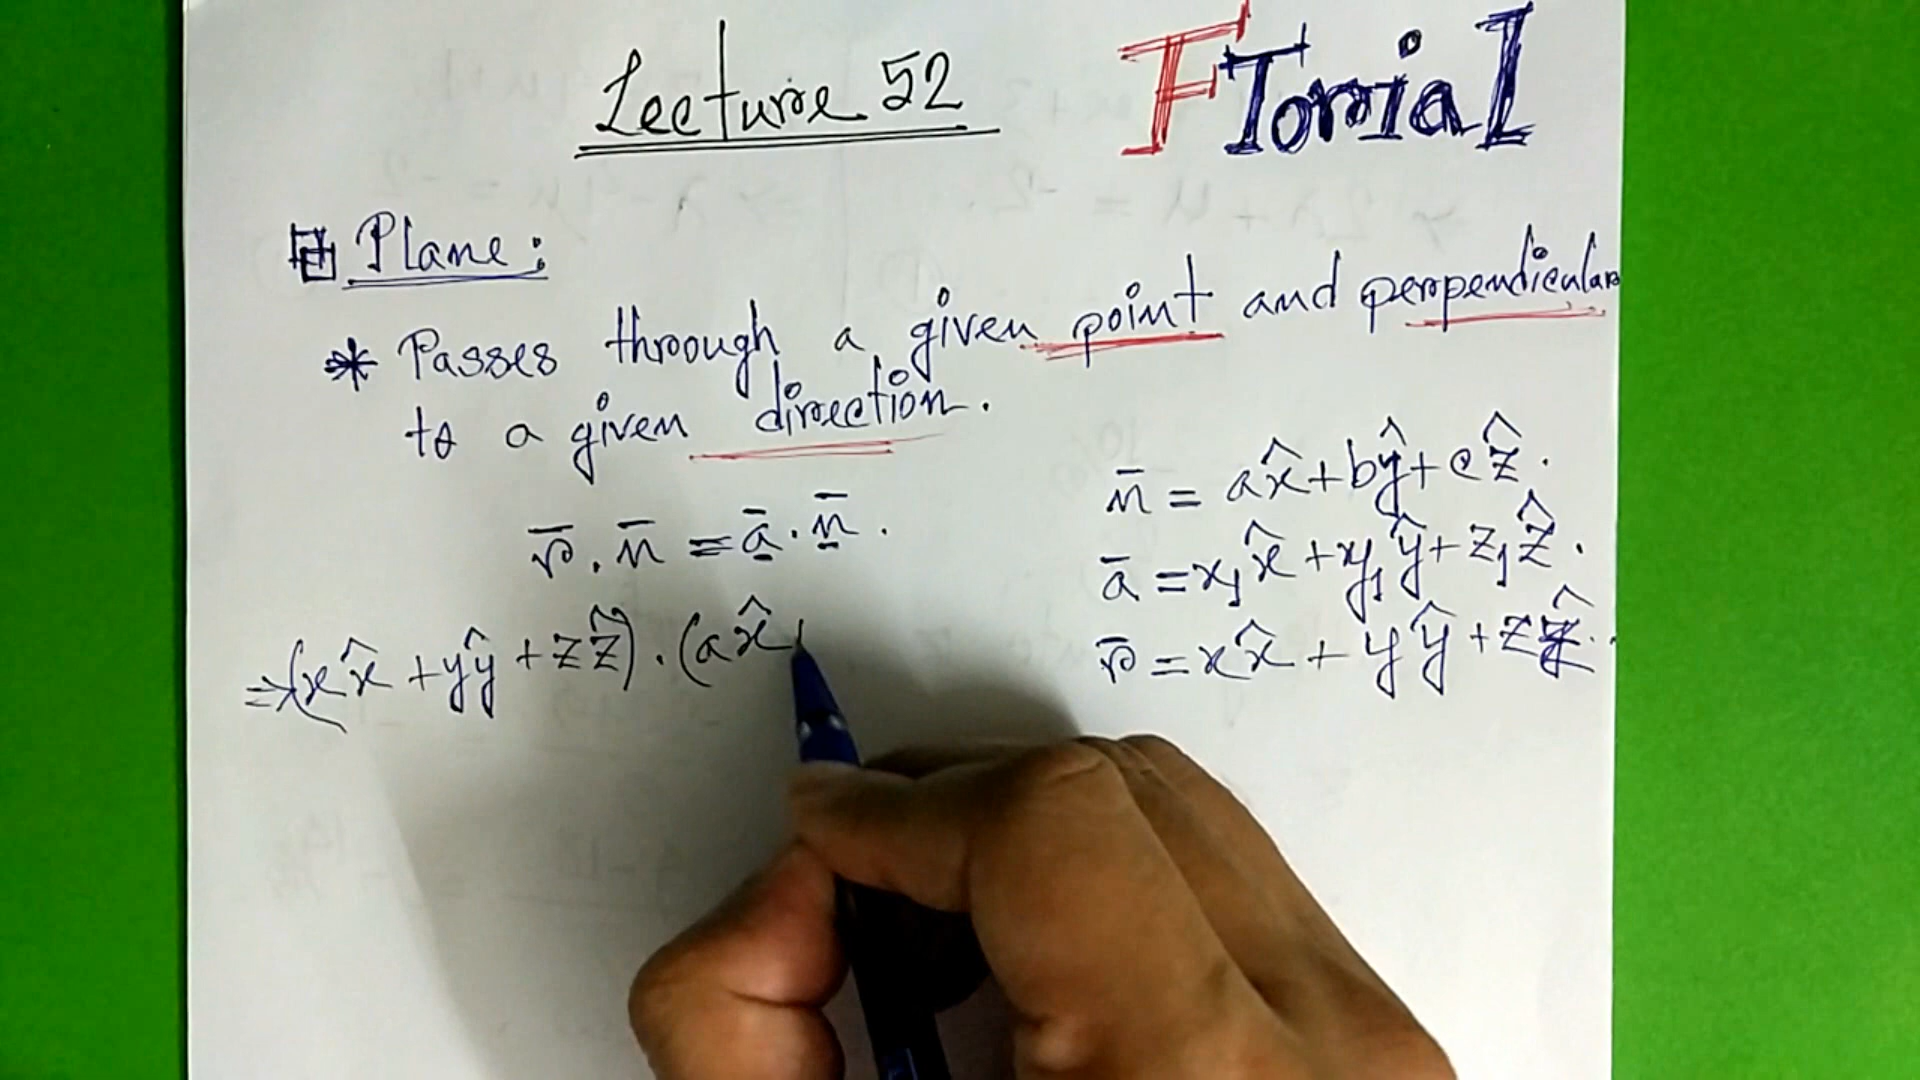 Lecture 52
FTorial
Plane:
* Passes through a given point and perpendicular
to a given direction.
r̄ . n̄ = ā . n̄ .
n̄ = ax̂ + bŷ + cẑ .
ā = x₁x̂ + y₁ŷ + z₁ẑ .
r̄ = xx̂ + yŷ + zẑ .
⇒ (xx̂ + yŷ + zẑ) . (ax̂